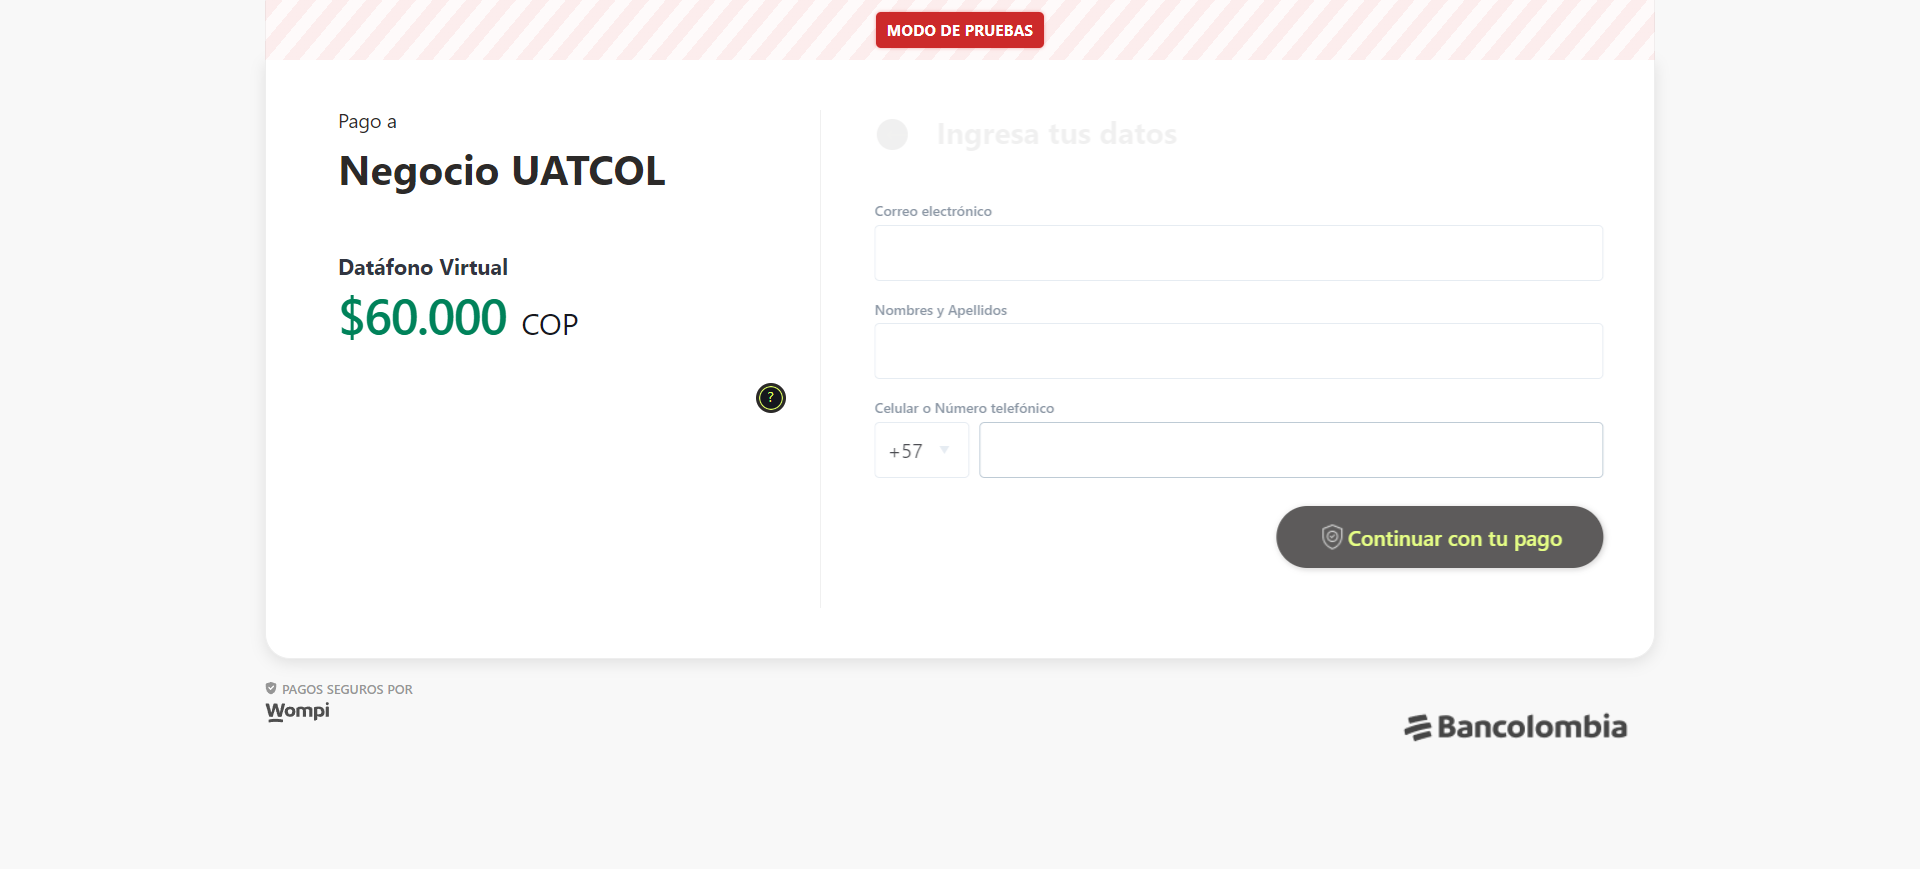 MODO DE PRUEBAS
Pago a
Negocio UATCOL
Datáfono Virtual
$60.000 COP
?
Ingresa tus datos
Correo electrónico
Nombres y Apellidos
Celular o Número telefónico
+57
Continuar con tu pago
PAGOS SEGUROS POR
Wompi
Bancolombia